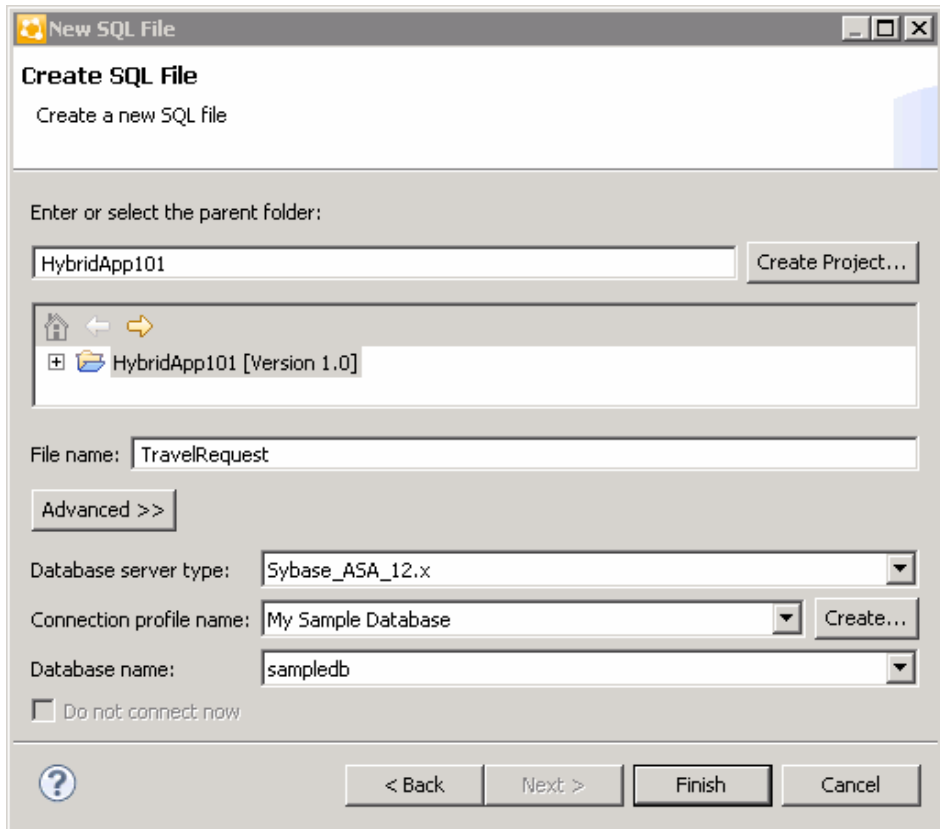 New SQL File
Create SQL File
Create a new SQL file
Enter or select the parent folder:
HybridApp101
Create Project...
HybridApp101 [Version 1.0]
File name: TravelRequest
Advanced >>
Database server type: Sybase_ASA_12.x
Connection profile name: My Sample Database Create...
Database name: sampledb
Do not connect now
? < Back Next > Finish Cancel